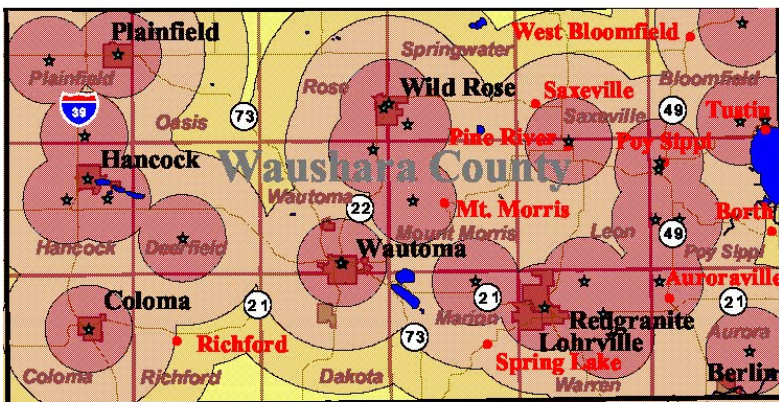 West Bloomfield
Plainfield
Springwater
Plainfield
Bloomfield
Rose
Wild Rose
Saxeville
39
Oasis
73
Saxeville
49
Tustin
Pine River
Poy Sippi
Hancock
Waushara County
Wautoma
22
Mt. Morris
Hancock
Deerfield
Mount Morris
Leon
49
Borth
Poy Sippi
Wautoma
Auroraville
Coloma
21
21
21
Marion
Redgranite
Aurora
73
Richford
Lohrville
Spring Lake
Coloma
Richford
Dakota
Warren
Berlin